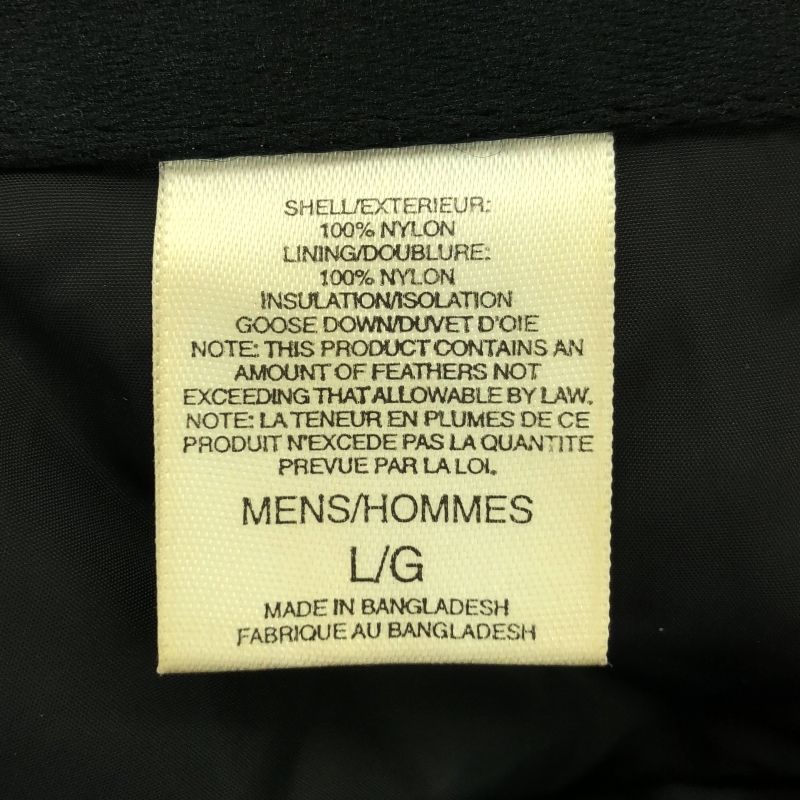 SHELL/EXTERIEUR:
100% NYLON
LINING/DOUBLURE:
100% NYLON
INSULATION/ISOLATION
GOOSE DOWN/DUVET D'OIE
NOTE: THIS PRODUCT CONTAINS AN
AMOUNT OF FEATHERS NOT
EXCEEDING THAT ALLOWABLE BY LAW.
NOTE: LA TENEUR EN PLUMES DE CE
PRODUIT N'EXCEDE PAS LA QUANTITE
PREVUE PAR LA LOI.
MENS/HOMMES
L/G
MADE IN BANGLADESH
FABRIQUE AU BANGLADESH